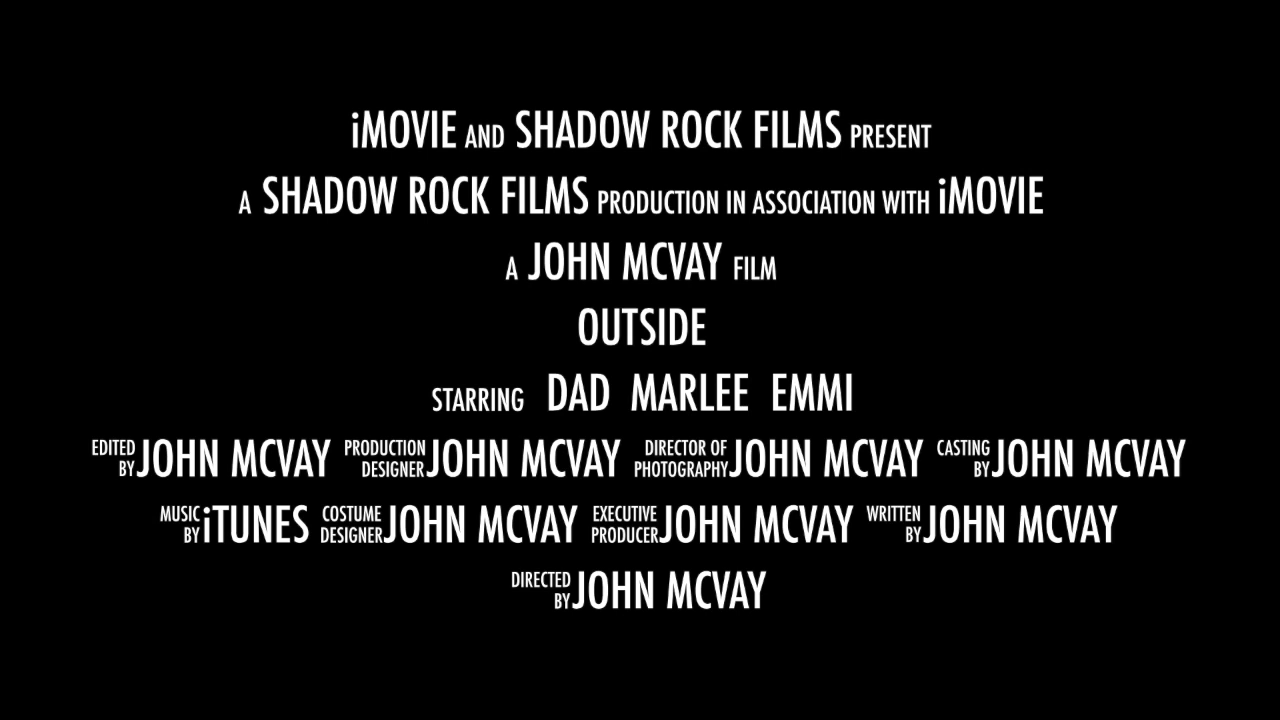 iMOVIE AND SHADOW ROCK FILMS PRESENT
A SHADOW ROCK FILMS PRODUCTION IN ASSOCIATION WITH iMOVIE
A JOHN MCVAY FILM
OUTSIDE
STARRING DAD MARLEE EMMI
EDITED BY JOHN MCVAY PRODUCTION DESIGNER JOHN MCVAY DIRECTOR OF PHOTOGRAPHY JOHN MCVAY CASTING BY JOHN MCVAY
MUSIC BY iTUNES COSTUME DESIGNER JOHN MCVAY EXECUTIVE PRODUCER JOHN MCVAY WRITTEN BY JOHN MCVAY
DIRECTED BY JOHN MCVAY